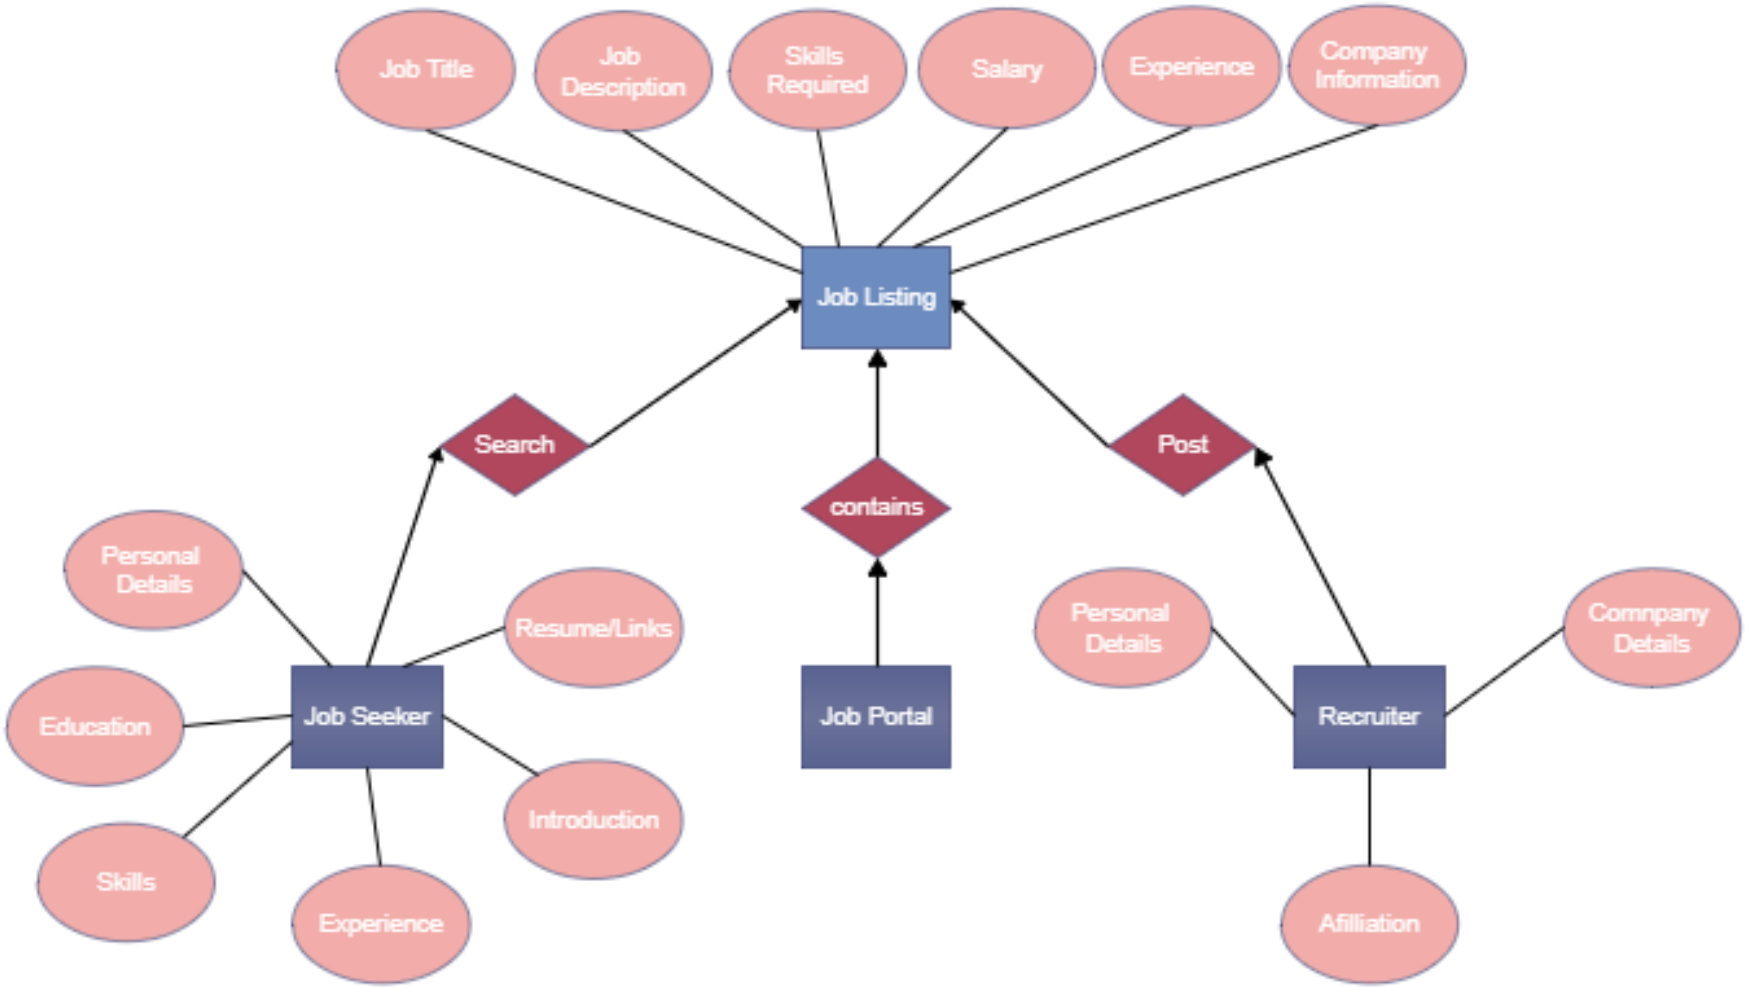 Job Title
Job
Description
Skills
Required
Salary
Experience
Company
Information
Job Listing
Search
Post
contains
Personal
Details
Resume/Links
Personal
Details
Comnpany
Details
Education
Job Seeker
Job Portal
Recruiter
Introduction
Skills
Experience
Afilliation